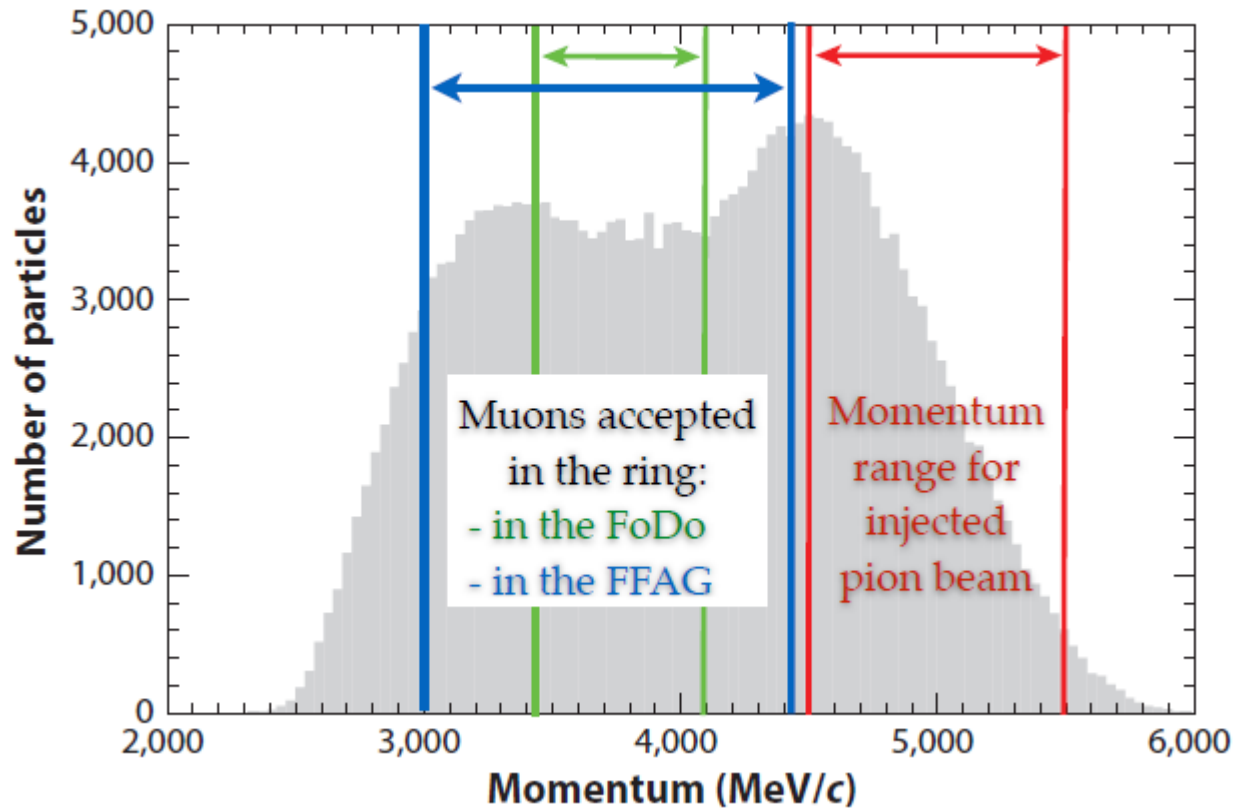 5,000
4,000
3,000
2,000
1,000
0
Number of particles
Muons accepted
in the ring:
- in the FoDo
- in the FFAG
Momentum
range for
injected
pion beam
2,000 3,000 4,000 5,000 6,000
Momentum (MeV/c)